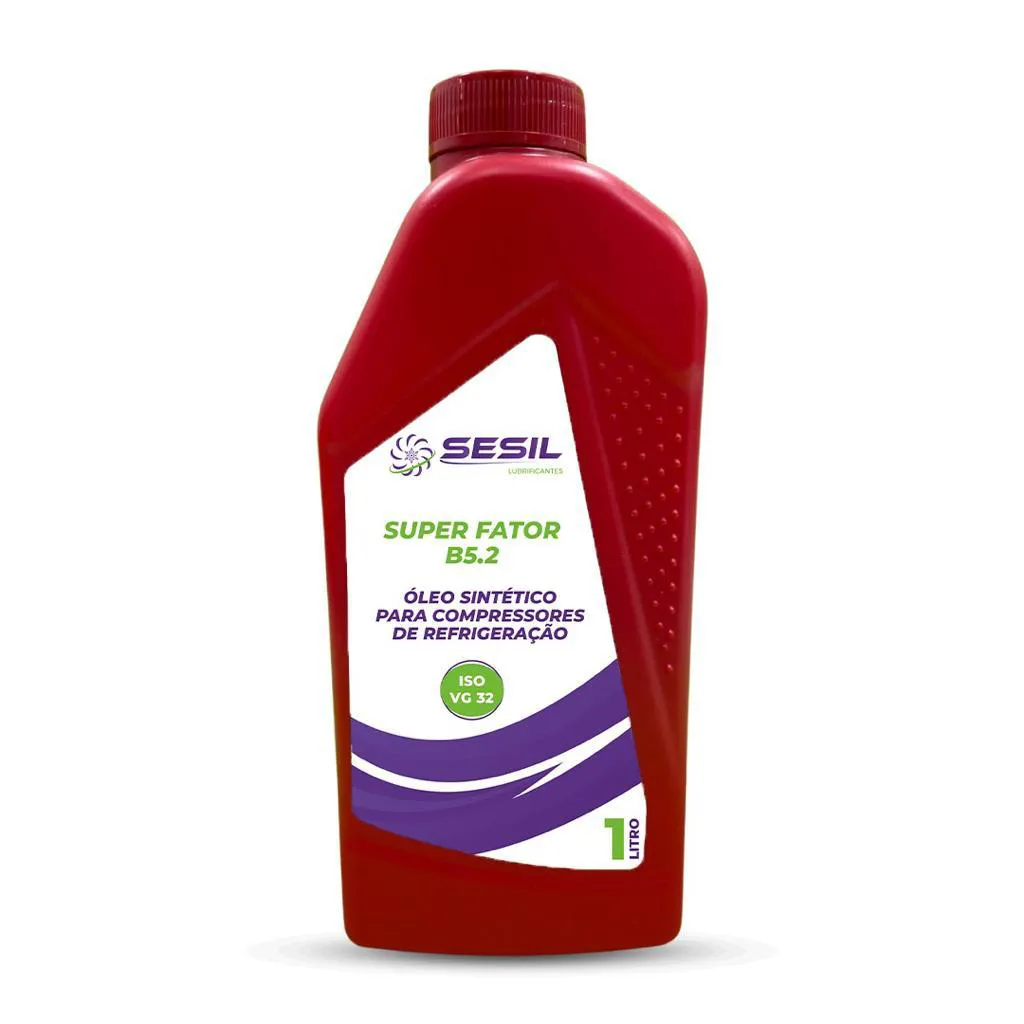 SESIL
LUBRIFICANTES
SUPER FATOR
B5.2
ÓLEO SINTÉTICO
PARA COMPRESSORES
DE REFRIGERAÇÃO
ISO
VG 32
1
LITRO